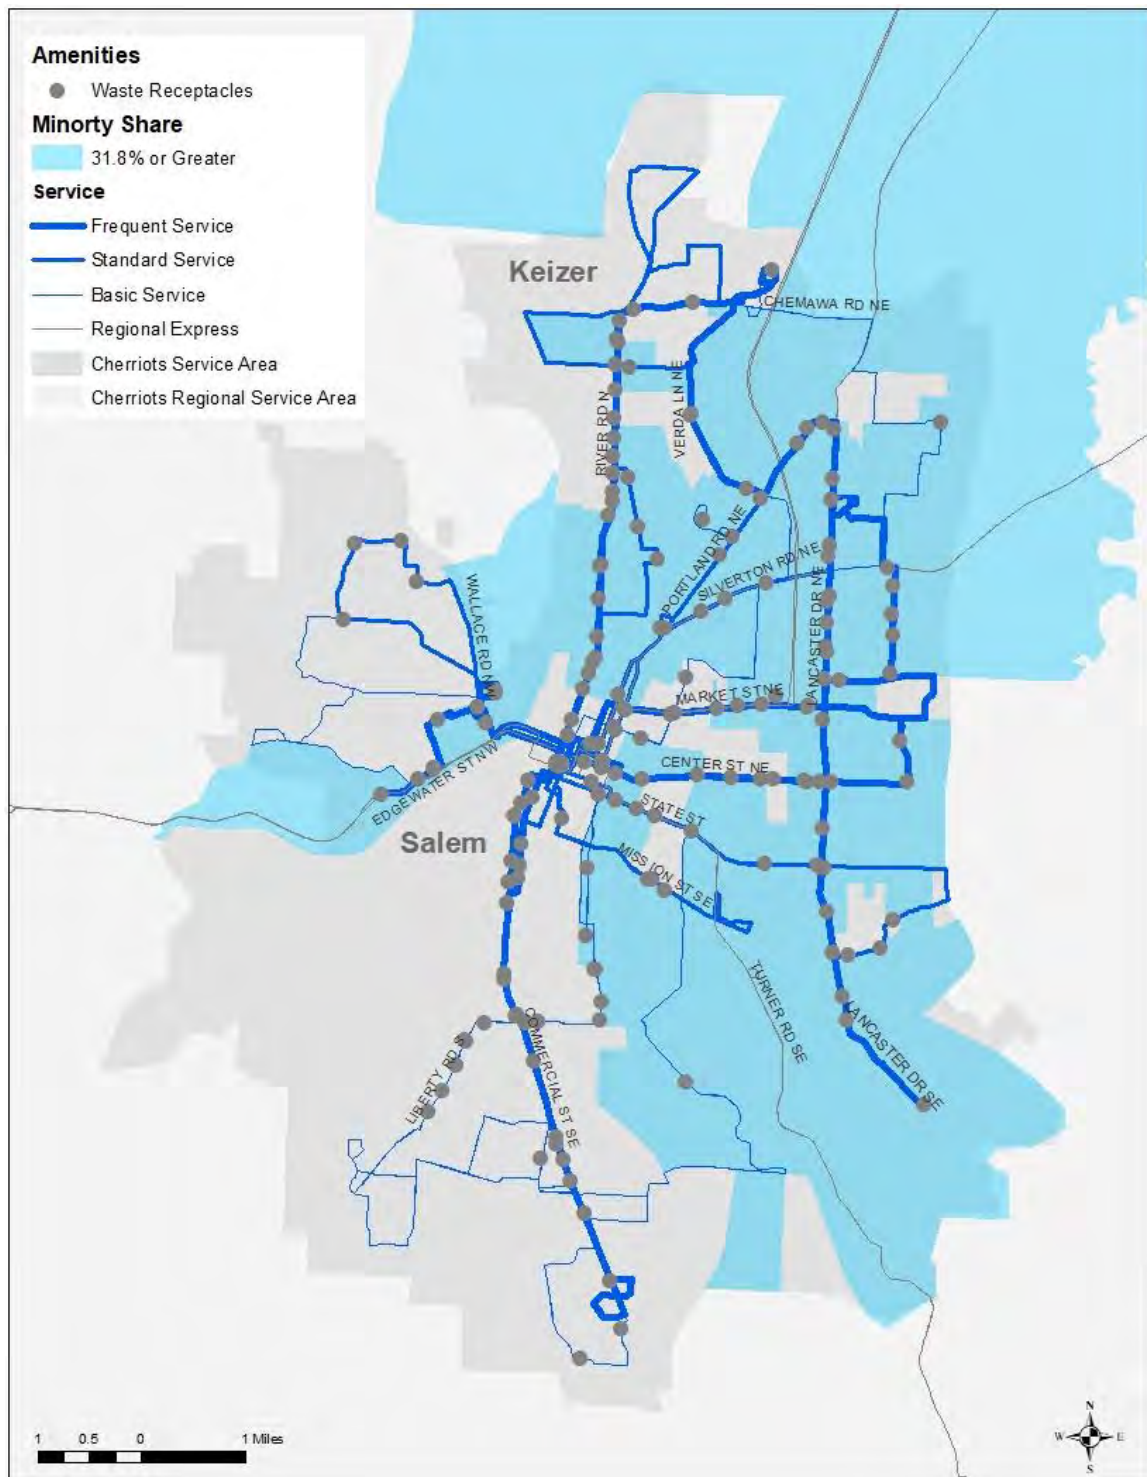 Amenities
Waste Receptacles
Minorty Share
31.8% or Greater
Service
Frequent Service
Standard Service
Basic Service
Regional Express
Cherriots Service Area
Cherriots Regional Service Area
Keizer
CHEMAWA RD NE
VERDA LN NE
RIVER RD N
PORTLAND RD NE
SILVERTON RD NE
LANCASTER DR NE
WALLACE RD NW
MARKET ST NE
CENTER ST NE
EDGEWATER ST NW
STATE ST
Salem
MISSION ST SE
TURNER RD SE
LANCASTER DR SE
COMMERCIAL ST SE
LIBERTY RD S
1 0.5 0 1 Miles
N
W E
S